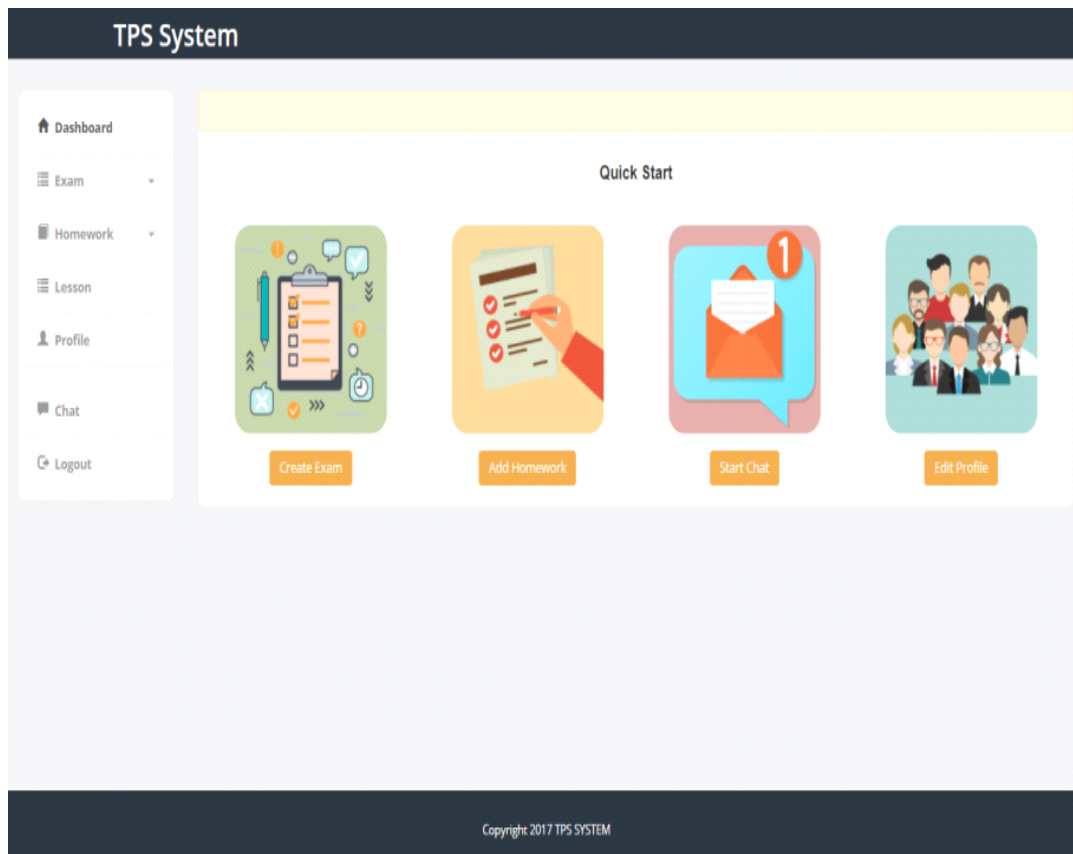 TPS System
Dashboard
Exam
Homework
Lesson
Profile
Chat
Logout
Quick Start
1
Create Exam
Add Homework
Start Chat
Edit Profile
Copyright 2017 TPS SYSTEM